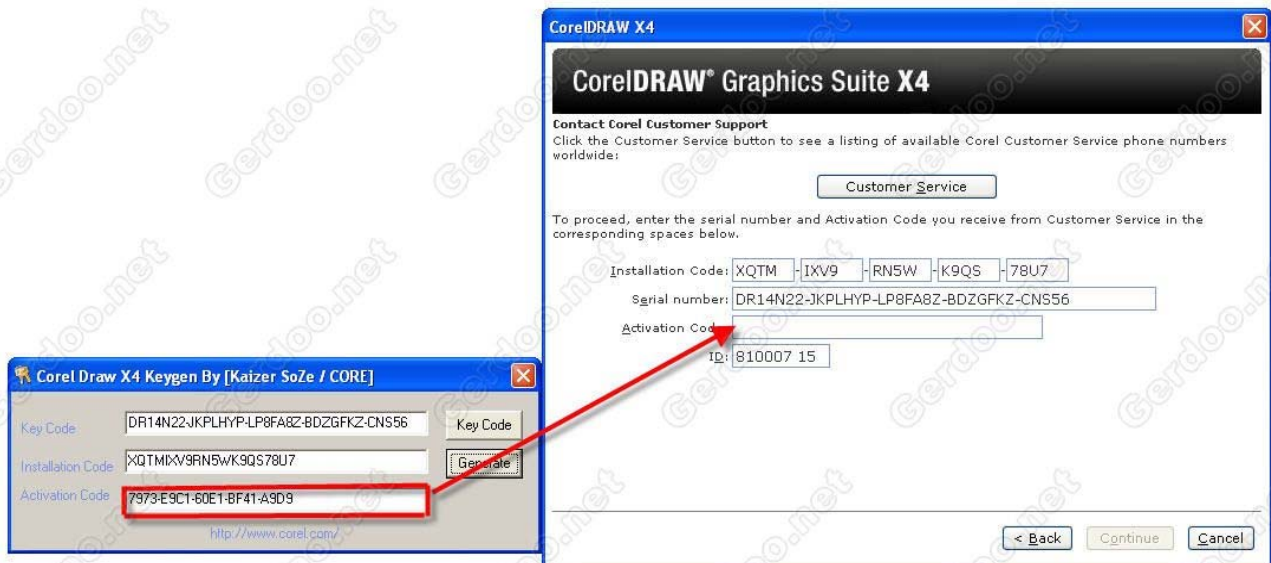 CorelDRAW X4
CorelDRAW® Graphics Suite X4
Contact Corel Customer Support
Click the Customer Service button to see a listing of available Corel Customer Service phone numbers
worldwide:
Customer Service
To proceed, enter the serial number and Activation Code you receive from Customer Service in the
corresponding spaces below.
Installation Code: XQTM - IXV9 - RN5W - K9QS - 78U7
Serial number: DR14N22-JKPLHYP-LP8FA8Z-BDZGFKZ-CNS56
Activation Cod
ID: 810007 15
< Back Continue Cancel
Corel Draw X4 Keygen By [Kaizer SoZe / CORE]
Key Code DR14N22-JKPLHYP-LP8FA8Z-BDZGFKZ-CNS56 Key Code
Installation Code XQTMIXV9RN5WK9QS78U7 Generate
Activation Code 7973-E9C1-60E1-BF41-A9D9
http://www.corel.com/
Gerdoo.net